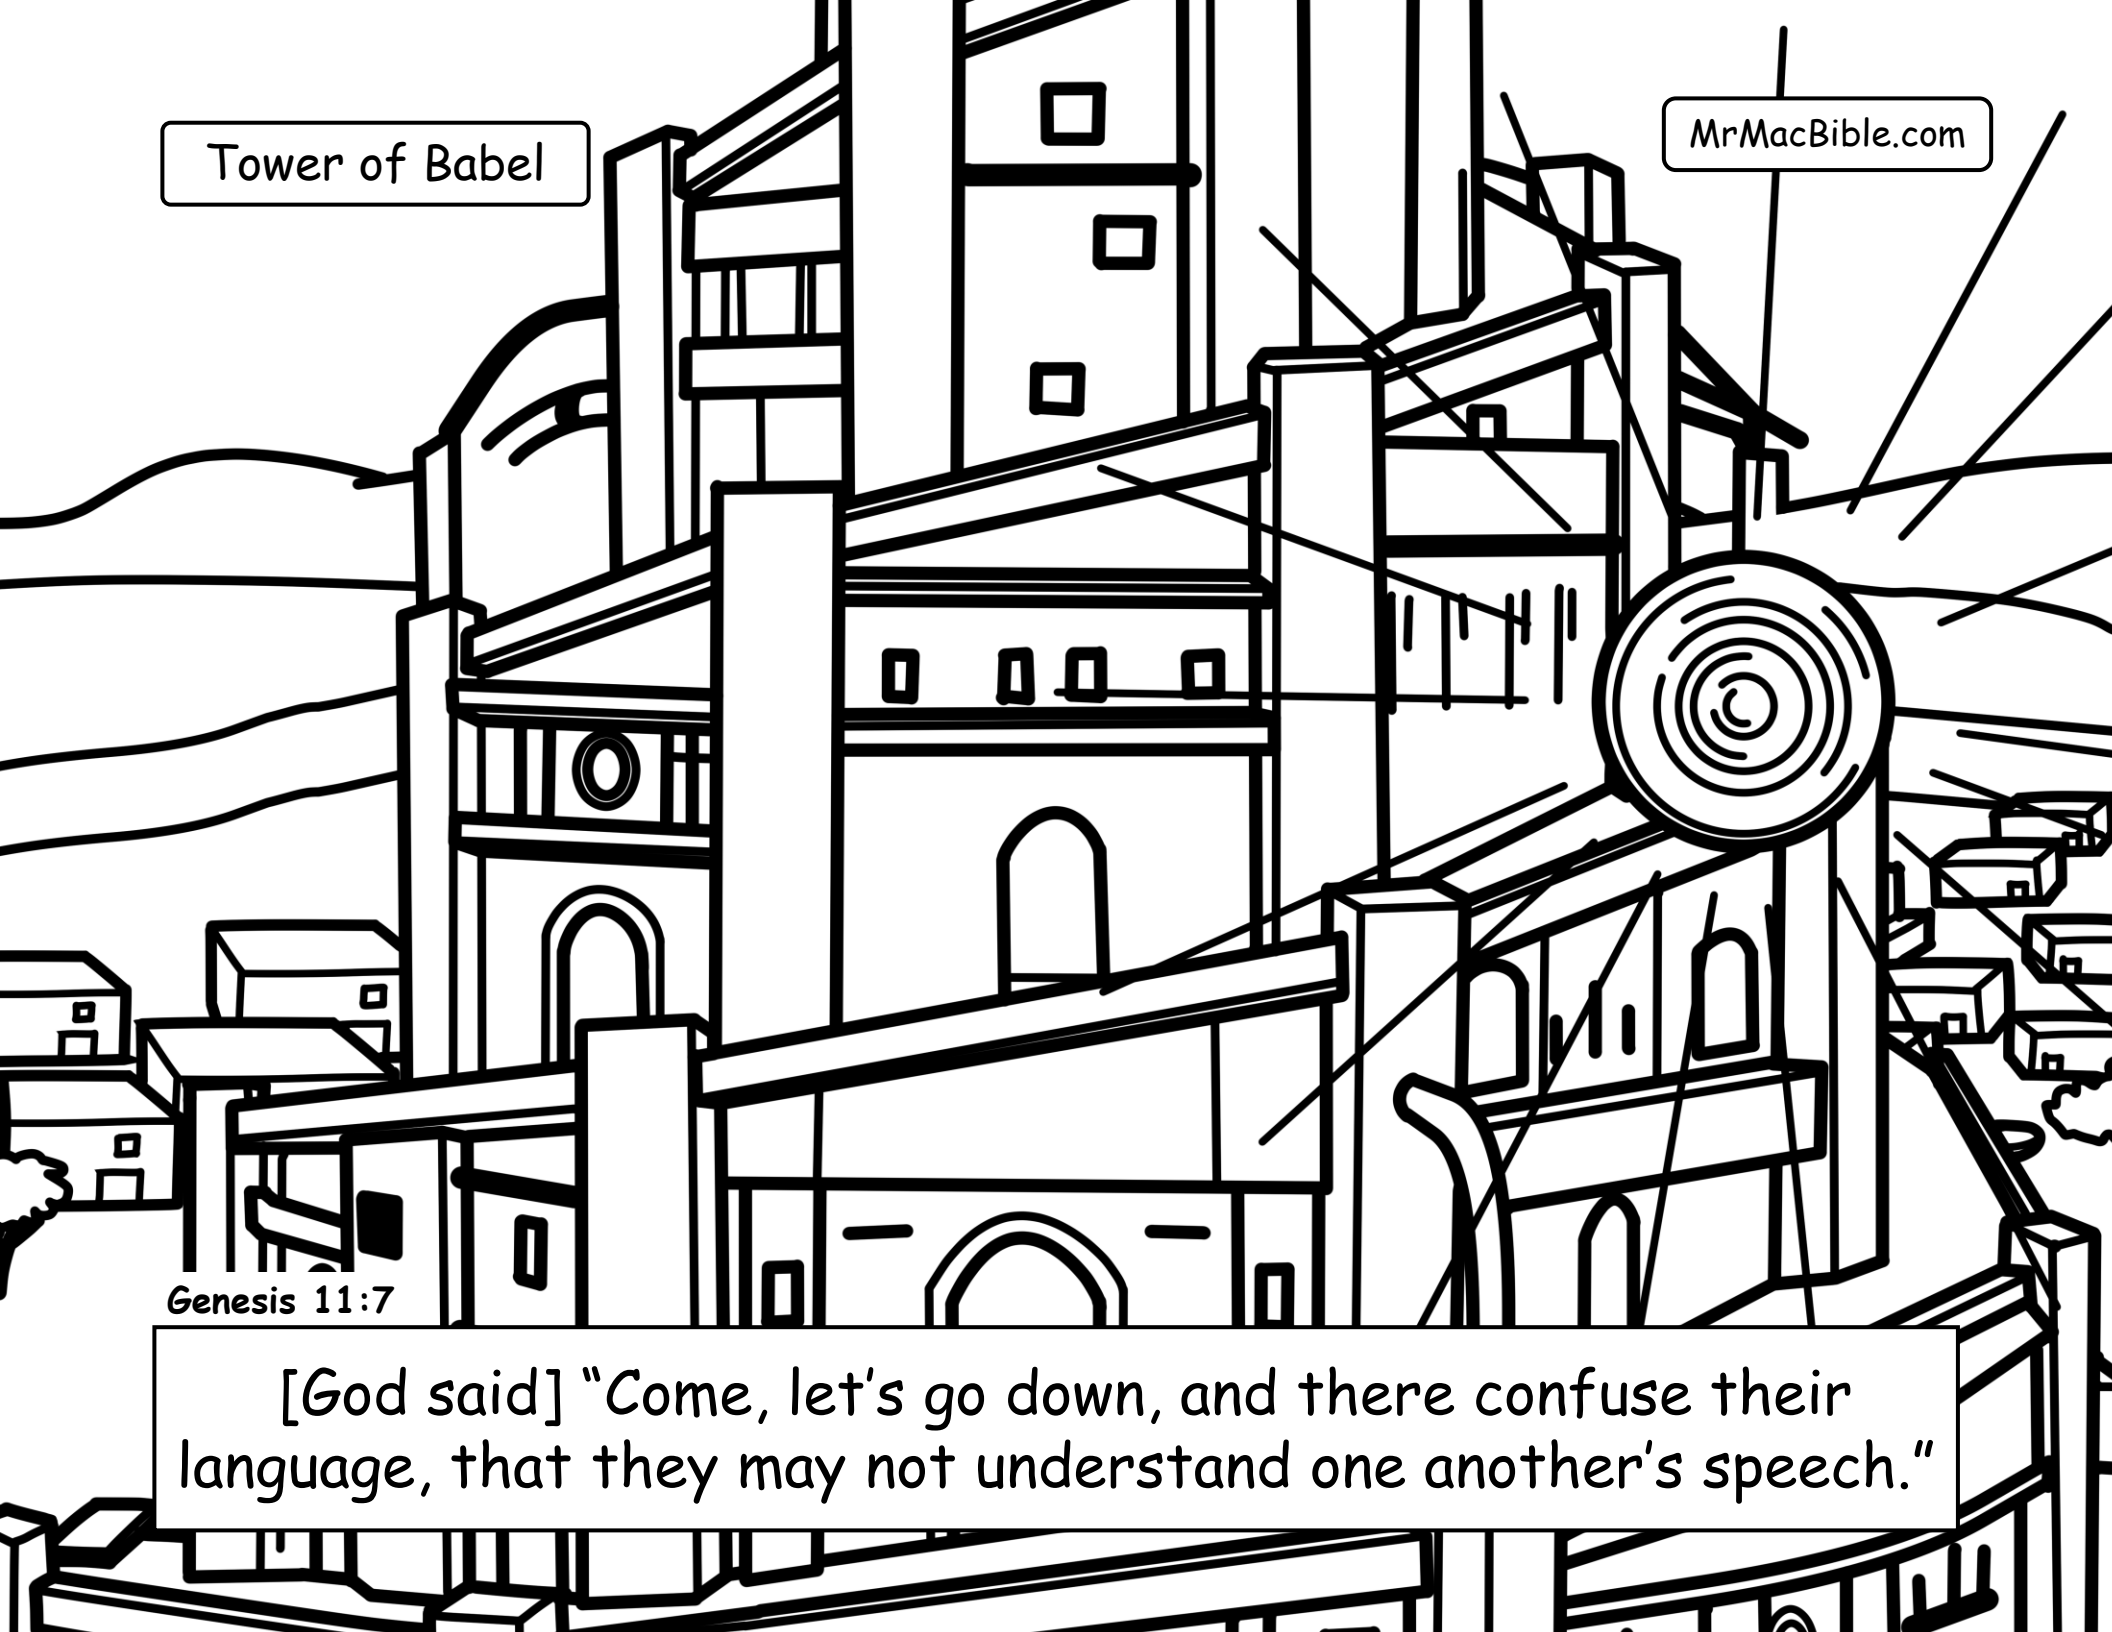 Tower of Babel
MrMacBible.com
Genesis 11:7
[God said] “Come, let’s go down, and there confuse their
language, that they may not understand one another’s speech.”